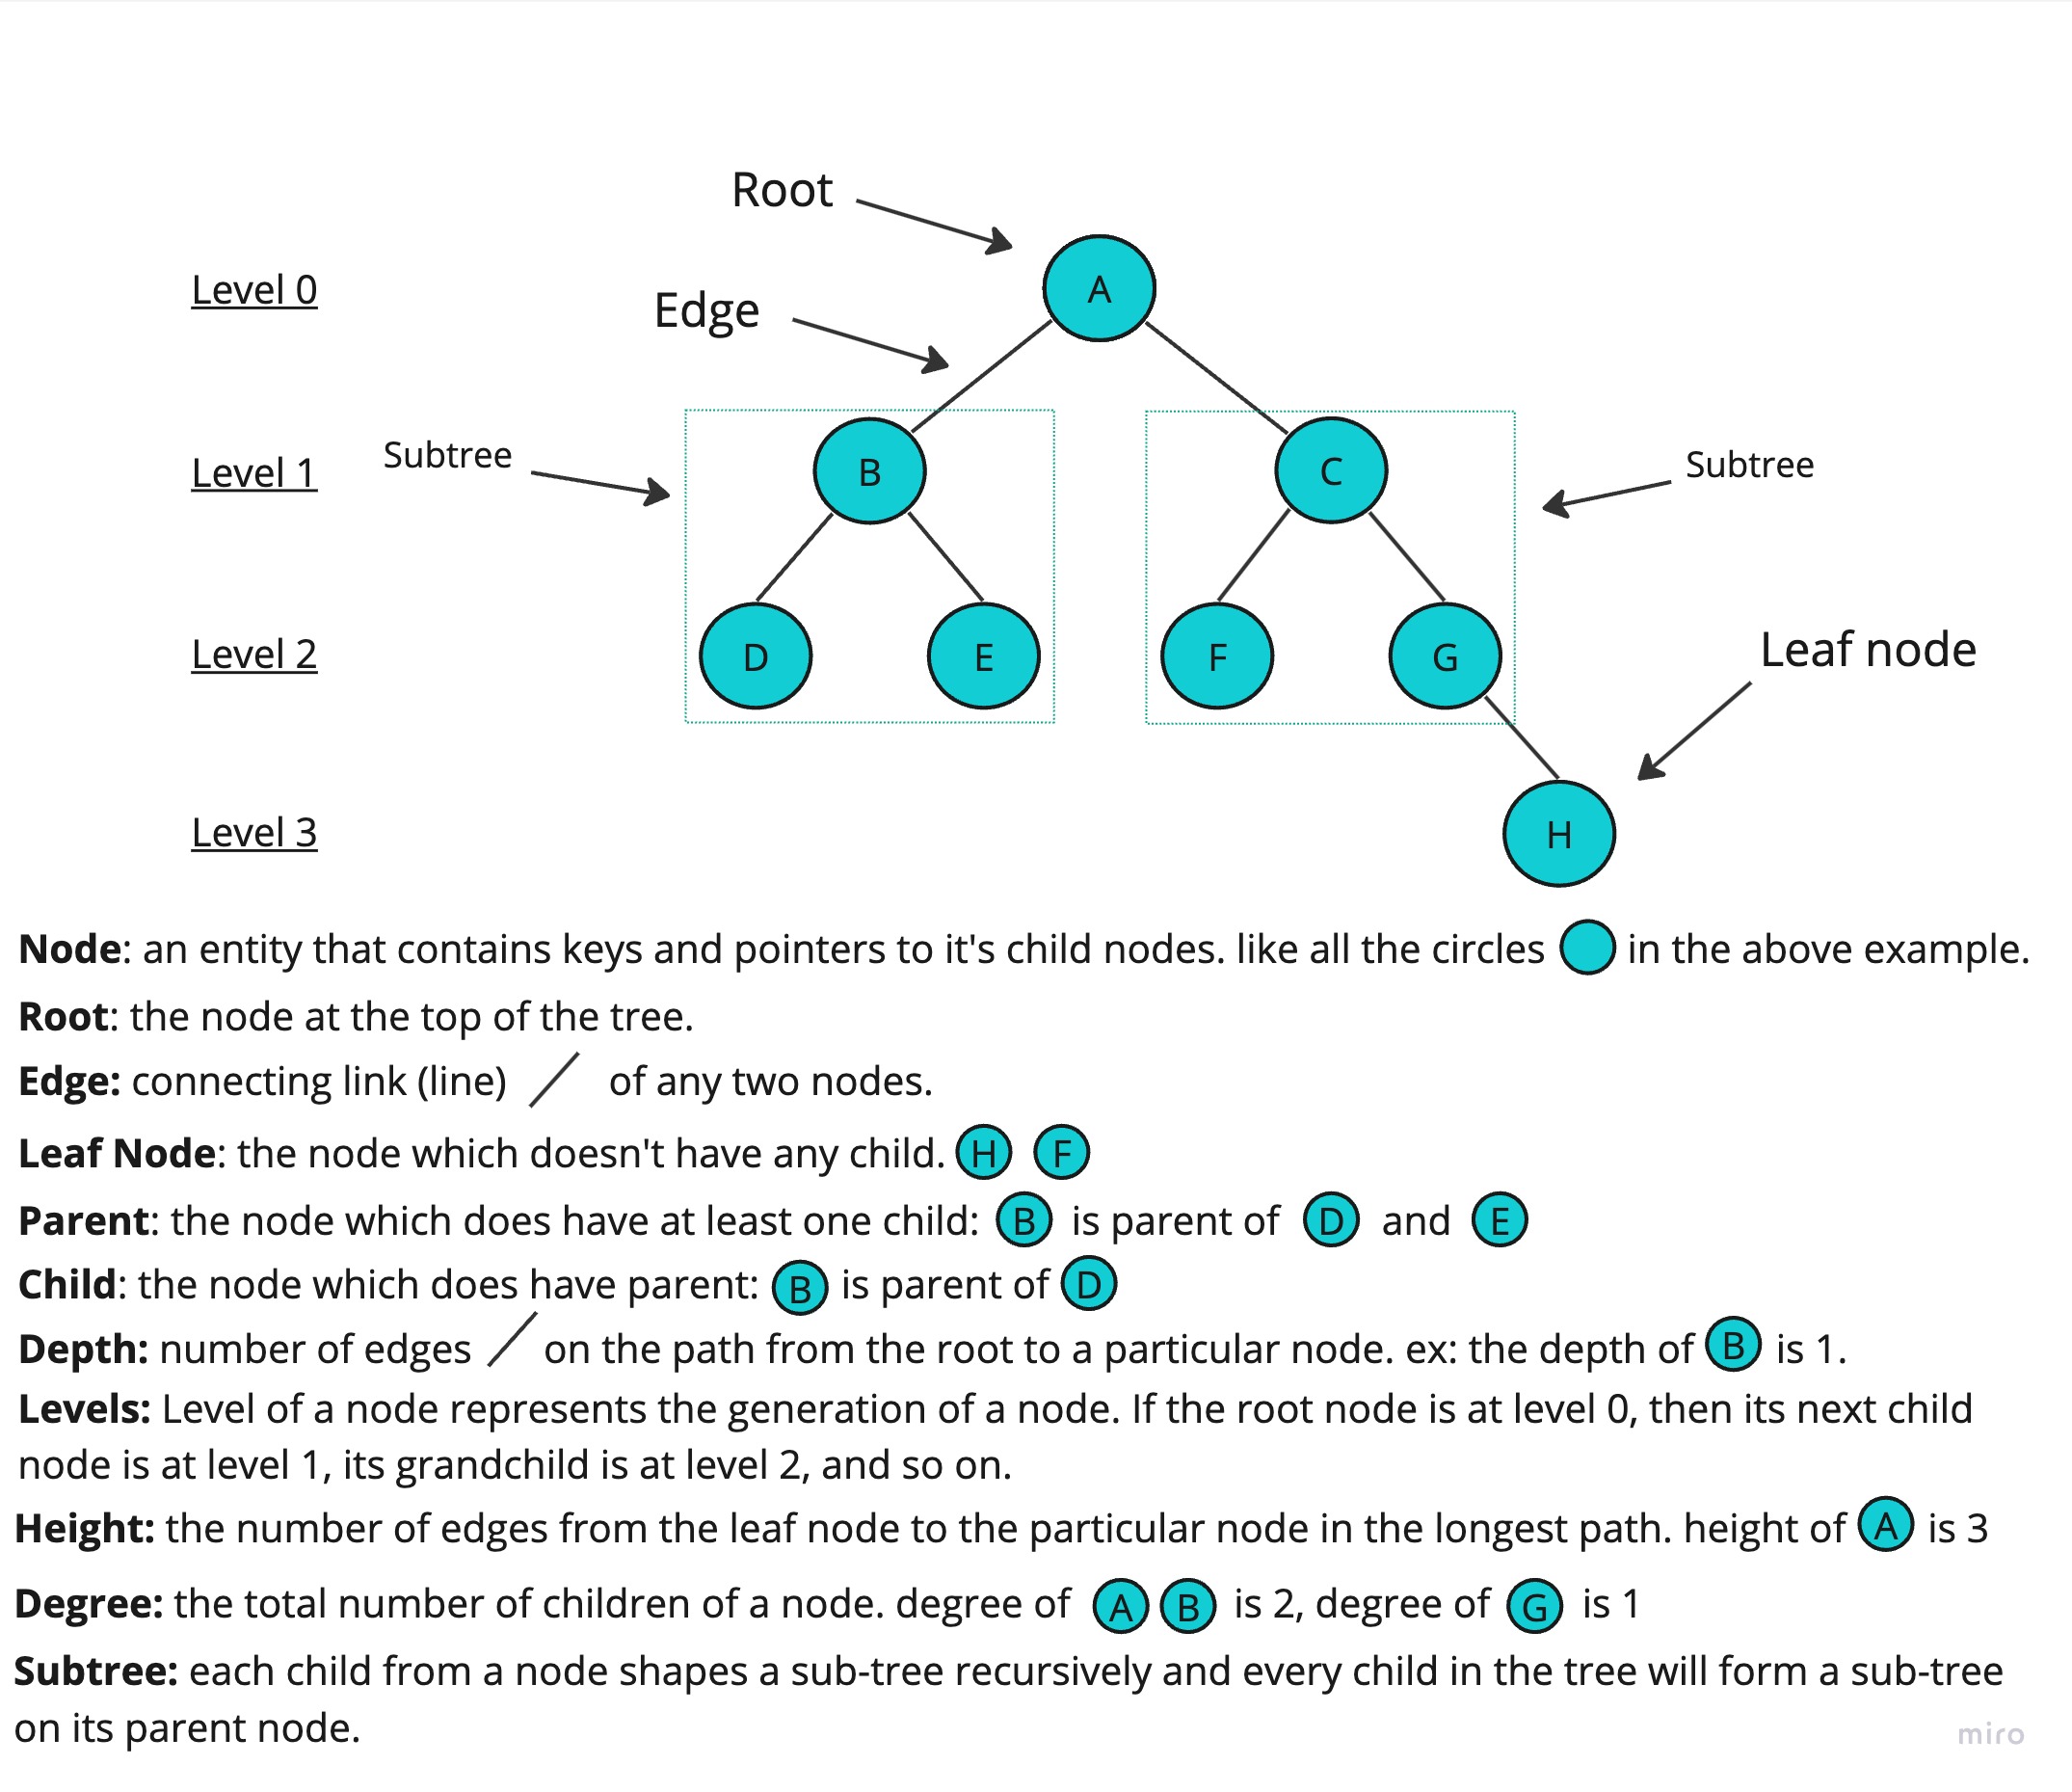 Root
Level 0
A
Edge
Subtree
Level 1
B
C
Subtree
Level 2
D
E
F
G
Leaf node
Level 3
H
Node: an entity that contains keys and pointers to it's child nodes. like all the circles in the above example.
Root: the node at the top of the tree.
Edge: connecting link (line) of any two nodes.
Leaf Node: the node which doesn't have any child. H F
Parent: the node which does have at least one child: B is parent of D and E
Child: the node which does have parent: B is parent of D
Depth: number of edges on the path from the root to a particular node. ex: the depth of B is 1.
Levels: Level of a node represents the generation of a node. If the root node is at level 0, then its next child
node is at level 1, its grandchild is at level 2, and so on.
Height: the number of edges from the leaf node to the particular node in the longest path. height of A is 3
Degree: the total number of children of a node. degree of A B is 2, degree of G is 1
Subtree: each child from a node shapes a sub-tree recursively and every child in the tree will form a sub-tree
on its parent node.
miro